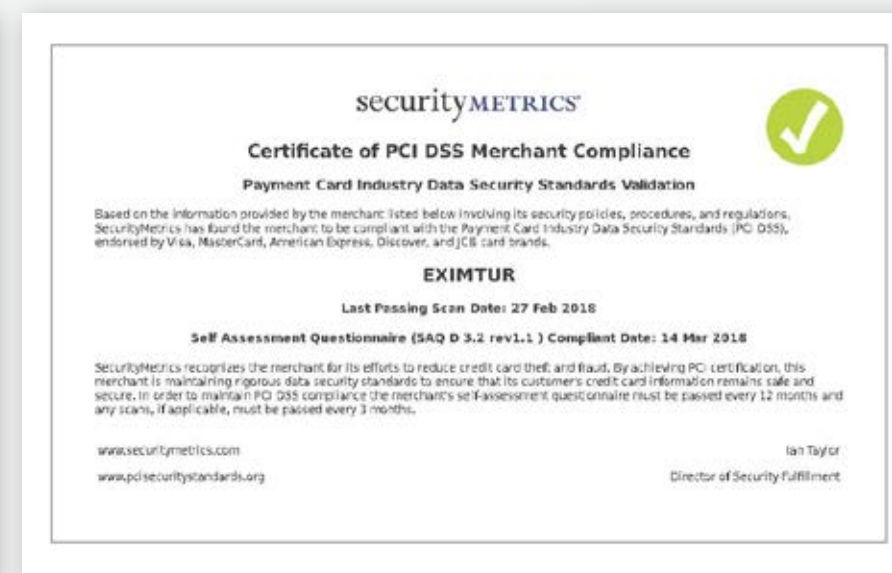 securityMETRICS®
Certificate of PCI DSS Merchant Compliance
Payment Card Industry Data Security Standards Validation
Based on the information provided by the merchant listed below involving its security policies, procedures, and regulations,
SecurityMetrics has found the merchant to be compliant with the Payment Card Industry Data Security Standards (PCI DSS),
endorsed by Visa, MasterCard, American Express, Discover, and JCB card brands.
EXIMTUR
Last Passing Scan Date: 27 Feb 2018
Self Assessment Questionnaire (SAQ D 3.2 rev1.1 ) Compliant Date: 14 Mar 2018
SecurityMetrics recognizes the merchant for its efforts to reduce credit card theft and fraud. By achieving PCI certification, this
merchant is maintaining rigorous data security standards to ensure that its customer's credit card information remains safe and
secure. In order to maintain PCI DSS compliance the merchant's self-assessment questionnaire must be passed every 12 months and
any scans, if applicable, must be passed every 3 months.
www.securitymetrics.com
Ian Taylor
www.pcisecuritystandards.org
Director of Security Fulfillment